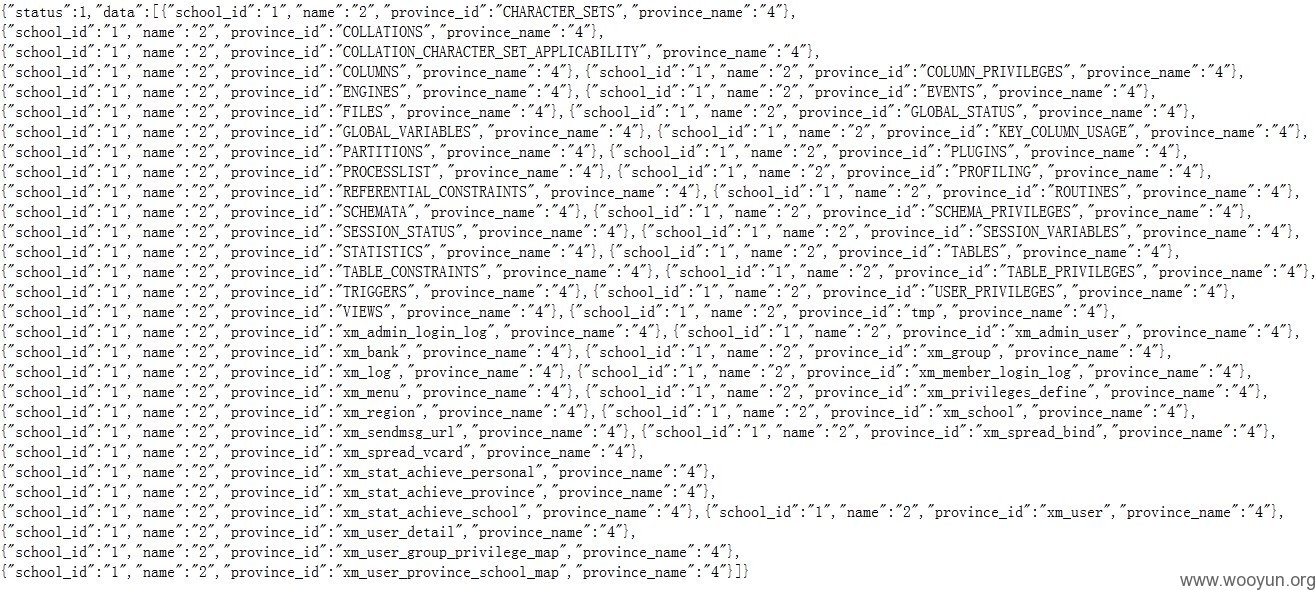 {"status":1,"data":[{"school_id":"1","name":"2","province_id":"CHARACTER_SETS","province_name":"4"},
{"school_id":"1","name":"2","province_id":"COLLATIONS","province_name":"4"},
{"school_id":"1","name":"2","province_id":"COLLATION_CHARACTER_SET_APPLICABILITY","province_name":"4"},
{"school_id":"1","name":"2","province_id":"COLUMNS","province_name":"4"},{"school_id":"1","name":"2","province_id":"COLUMN_PRIVILEGES","province_name":"4"},
{"school_id":"1","name":"2","province_id":"ENGINES","province_name":"4"},{"school_id":"1","name":"2","province_id":"EVENTS","province_name":"4"},
{"school_id":"1","name":"2","province_id":"FILES","province_name":"4"},{"school_id":"1","name":"2","province_id":"GLOBAL_STATUS","province_name":"4"},
{"school_id":"1","name":"2","province_id":"GLOBAL_VARIABLES","province_name":"4"},{"school_id":"1","name":"2","province_id":"KEY_COLUMN_USAGE","province_name":"4"},
{"school_id":"1","name":"2","province_id":"PARTITIONS","province_name":"4"},{"school_id":"1","name":"2","province_id":"PLUGINS","province_name":"4"},
{"school_id":"1","name":"2","province_id":"PROCESSLIST","province_name":"4"},{"school_id":"1","name":"2","province_id":"PROFILING","province_name":"4"},
{"school_id":"1","name":"2","province_id":"REFERENTIAL_CONSTRAINTS","province_name":"4"},{"school_id":"1","name":"2","province_id":"ROUTINES","province_name":"4"},
{"school_id":"1","name":"2","province_id":"SCHEMATA","province_name":"4"},{"school_id":"1","name":"2","province_id":"SCHEMA_PRIVILEGES","province_name":"4"},
{"school_id":"1","name":"2","province_id":"SESSION_STATUS","province_name":"4"},{"school_id":"1","name":"2","province_id":"SESSION_VARIABLES","province_name":"4"},
{"school_id":"1","name":"2","province_id":"STATISTICS","province_name":"4"},{"school_id":"1","name":"2","province_id":"TABLES","province_name":"4"},
{"school_id":"1","name":"2","province_id":"TABLE_CONSTRAINTS","province_name":"4"},{"school_id":"1","name":"2","province_id":"TABLE_PRIVILEGES","province_name":"4"},
{"school_id":"1","name":"2","province_id":"TRIGGERS","province_name":"4"},{"school_id":"1","name":"2","province_id":"USER_PRIVILEGES","province_name":"4"},
{"school_id":"1","name":"2","province_id":"VIEWS","province_name":"4"},{"school_id":"1","name":"2","province_id":"tmp","province_name":"4"},
{"school_id":"1","name":"2","province_id":"xm_admin_login_log","province_name":"4"},{"school_id":"1","name":"2","province_id":"xm_admin_user","province_name":"4"},
{"school_id":"1","name":"2","province_id":"xm_bank","province_name":"4"},{"school_id":"1","name":"2","province_id":"xm_group","province_name":"4"},
{"school_id":"1","name":"2","province_id":"xm_log","province_name":"4"},{"school_id":"1","name":"2","province_id":"xm_member_login_log","province_name":"4"},
{"school_id":"1","name":"2","province_id":"xm_menu","province_name":"4"},{"school_id":"1","name":"2","province_id":"xm_privileges_define","province_name":"4"},
{"school_id":"1","name":"2","province_id":"xm_region","province_name":"4"},{"school_id":"1","name":"2","province_id":"xm_school","province_name":"4"},
{"school_id":"1","name":"2","province_id":"xm_sendmsg_url","province_name":"4"},{"school_id":"1","name":"2","province_id":"xm_spread_bind","province_name":"4"},
{"school_id":"1","name":"2","province_id":"xm_spread_vcard","province_name":"4"},
{"school_id":"1","name":"2","province_id":"xm_stat_achieve_personal","province_name":"4"},
{"school_id":"1","name":"2","province_id":"xm_stat_achieve_province","province_name":"4"},
{"school_id":"1","name":"2","province_id":"xm_stat_achieve_school","province_name":"4"},{"school_id":"1","name":"2","province_id":"xm_user","province_name":"4"},
{"school_id":"1","name":"2","province_id":"xm_user_detail","province_name":"4"},
{"school_id":"1","name":"2","province_id":"xm_user_group_privilege_map","province_name":"4"},
{"school_id":"1","name":"2","province_id":"xm_user_province_school_map","province_name":"4"}]}
www.wooyun.org